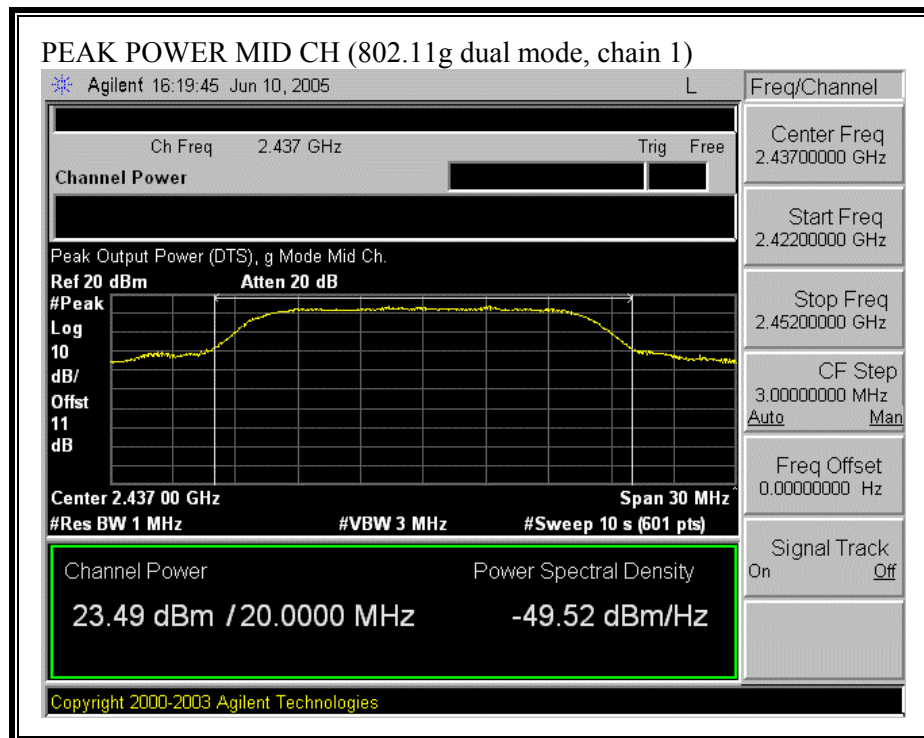 PEAK POWER MID CH (802.11g dual mode, chain 1)
Agilent 16:19:45 Jun 10, 2005 L Freq/Channel
Ch Freq 2.437 GHz Trig Free
Channel Power
Center Freq
2.43700000 GHz
Start Freq
2.42200000 GHz
Stop Freq
2.45200000 GHz
CF Step
3.00000000 MHz
Auto Man
Freq Offset
0.00000000 Hz
Signal Track
On Off
Peak Output Power (DTS), g Mode Mid Ch.
Ref 20 dBm Atten 20 dB
#Peak
Log
10
dB/
Offst
11
dB
Center 2.437 00 GHz Span 30 MHz
#Res BW 1 MHz #VBW 3 MHz #Sweep 10 s (601 pts)
Channel Power Power Spectral Density
23.49 dBm / 20.0000 MHz -49.52 dBm/Hz
Copyright 2000-2003 Agilent Technologies